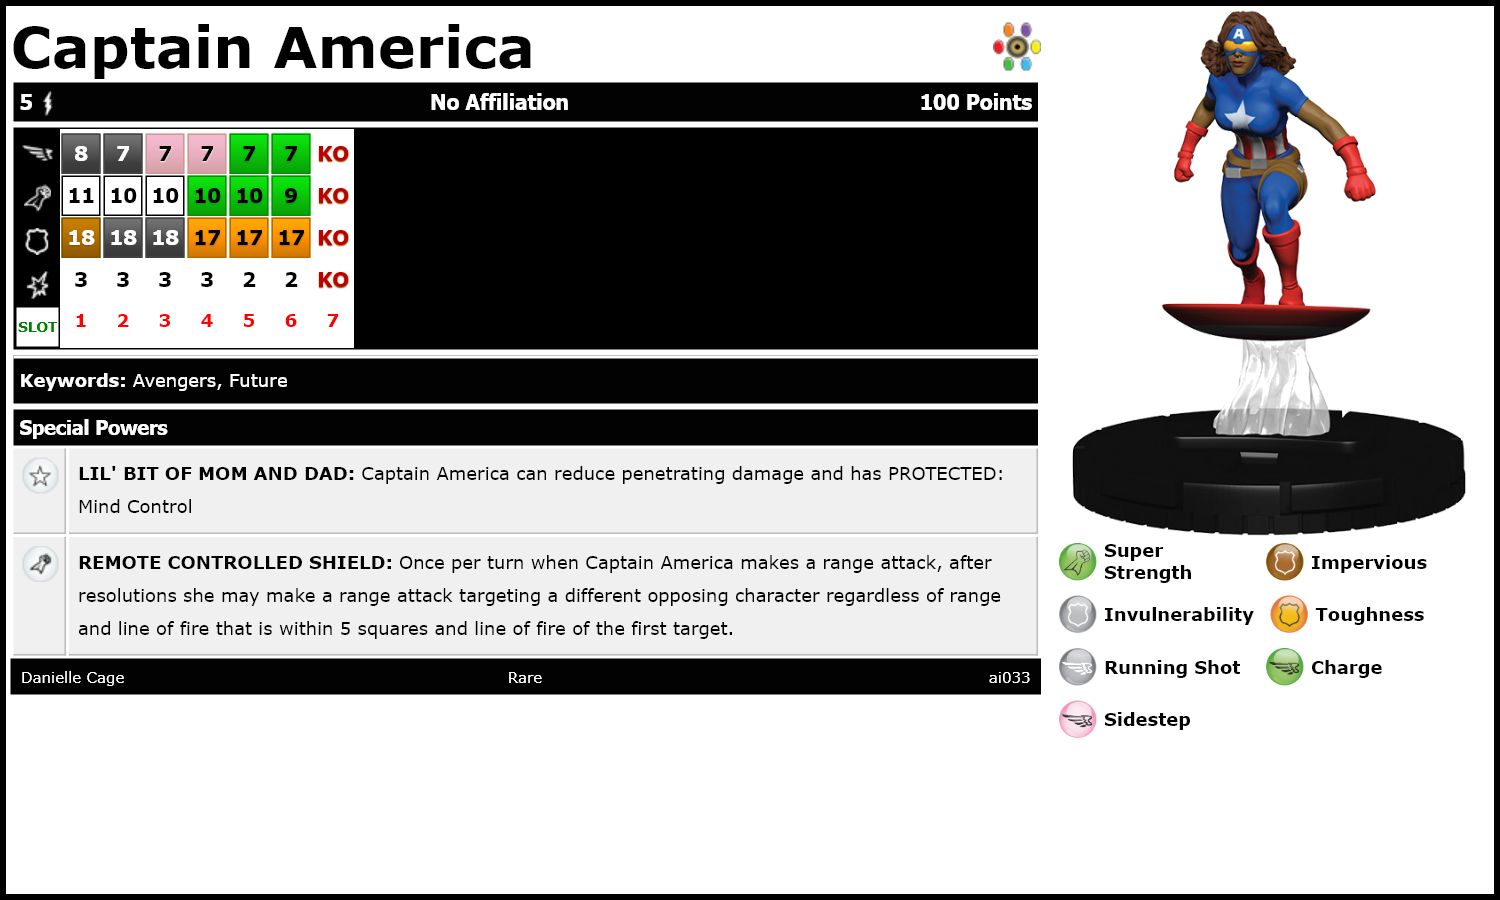 Captain America
5 No Affiliation 100 Points
8 7 7 7 7 7 KO
11 10 10 10 10 9 KO
18 18 18 17 17 17 KO
3 3 3 3 2 2 KO
SLOT 1 2 3 4 5 6 7
Keywords: Avengers, Future
Special Powers
LIL' BIT OF MOM AND DAD: Captain America can reduce penetrating damage and has PROTECTED:
Mind Control
REMOTE CONTROLLED SHIELD: Once per turn when Captain America makes a range attack, after
resolutions she may make a range attack targeting a different opposing character regardless of range
and line of fire that is within 5 squares and line of fire of the first target.
Danielle Cage Rare ai033
A
Super
Strength
Impervious
Invulnerability Toughness
Running Shot Charge
Sidestep